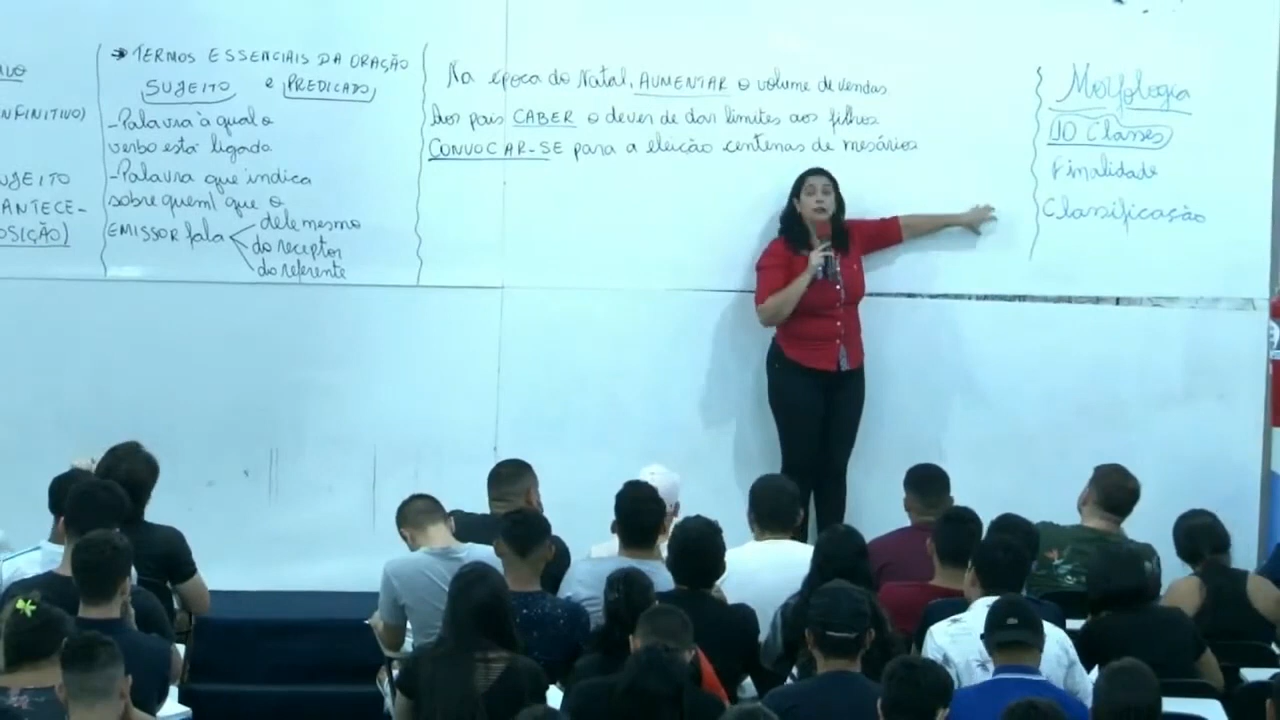 INFINITIVO)
SUJEITO
ANTECE-
OSIÇÃO)
TERMOS ESSENCIAIS DA ORAÇÃO
SUJEITO e PREDICADO
-Palavra à qual o
verbo está ligado
-Palavra que indica
sobre quem/que o
EMISSOR fala
dele mesmo
do receptor
do referente
Na época do Natal, AUMENTAR o volume de vendas
Aos pais CABER o dever de dar limites aos filhos
CONVOCAR-SE para a eleição centenas de mesários
Morfologia
10 Classes
Finalidade
Classificação